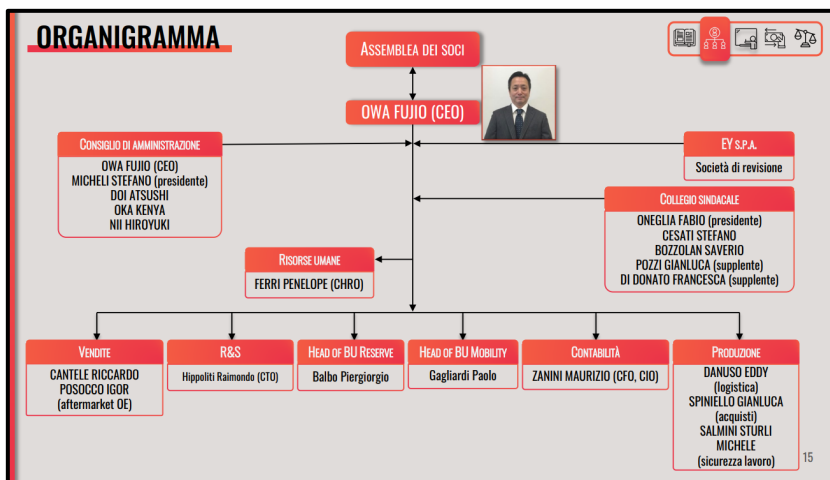 ORGANIGRAMMA
ASSEMBLEA DEI SOCI
OWA FUJIO (CEO)
CONSIGLIO DI AMMINISTRAZIONE
OWA FUJIO (CEO)
MICHELI STEFANO (presidente)
DOI ATSUSHI
OKA KENYA
NII HIROYUKI
EY S.P.A.
Società di revisione
COLLEGIO SINDACALE
ONEGLIA FABIO (presidente)
CESATI STEFANO
BOZZOLAN SAVERIO
POZZI GIANLUCA (supplente)
DI DONATO FRANCESCA (supplente)
RISORSE UMANE
FERRI PENELOPE (CHRO)
VENDITE
CANTELE RICCARDO
POSOCCO IGOR
(aftermarket OE)
R&S
Hippoliti Raimondo (CTO)
HEAD OF BU RESERVE
Balbo Piergiorgio
HEAD OF BU MOBILITY
Gagliardi Paolo
CONTABILITÀ
ZANINI MAURIZIO (CFO, CIO)
PRODUZIONE
DANUSO EDDY
(logistica)
SPINIELLO GIANLUCA
(acquisti)
SALMINI STURLI
MICHELE
(sicurezza lavoro)
15